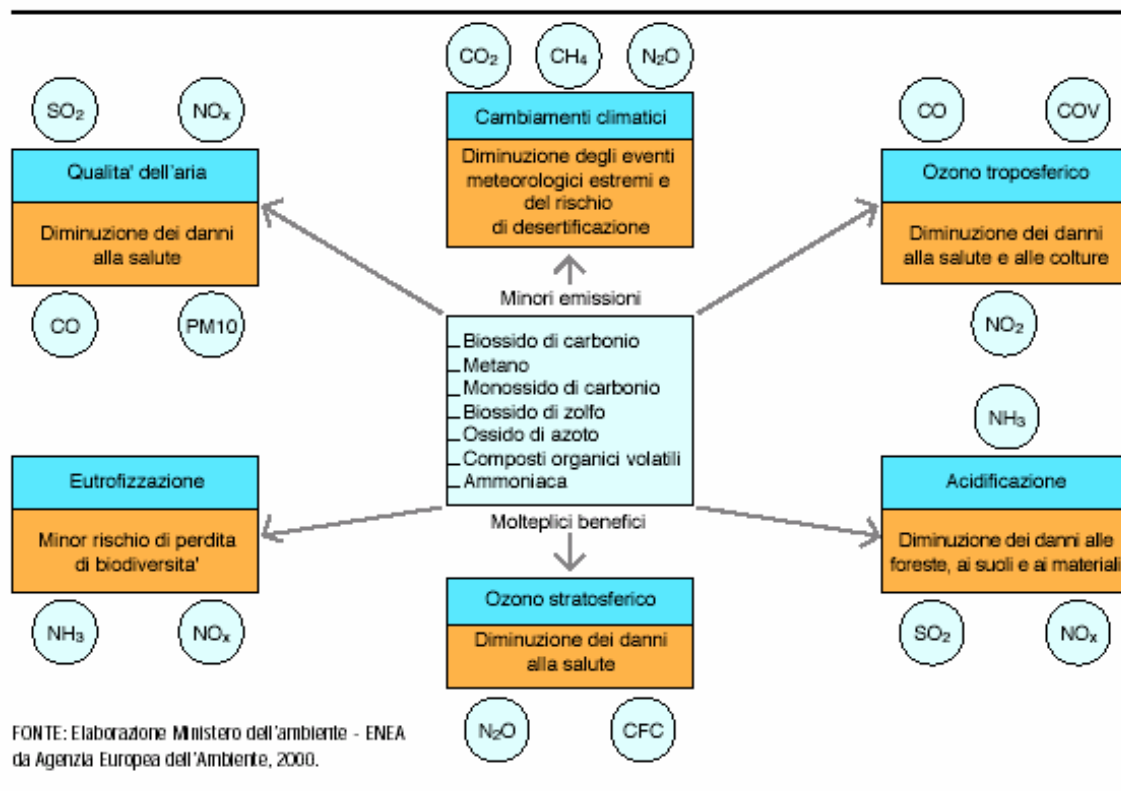 CO₂
CH₄
N₂O
Cambiamenti climatici
Diminuzione degli eventi
meteorologici estremi e
del rischio
di desertificazione
SO₂
NOₓ
Qualita' dell'aria
Diminuzione dei danni
alla salute
CO
PM10
CO
COV
Ozono troposferico
Diminuzione dei danni
alla salute e alle colture
NO₂
Minori emissioni
Biossido di carbonio
Metano
Monossido di carbonio
Biossido di zolfo
Ossido di azoto
Composti organici volatili
Ammoniaca
Molteplici benefici
Eutrofizzazione
Minor rischio di perdita
di biodiversita'
NH₃
NOₓ
NH₃
Acidificazione
Diminuzione dei danni alle
foreste, ai suoli e ai materiali
SO₂
NOₓ
Ozono stratosferico
Diminuzione dei danni
alla salute
N₂O
CFC
FONTE: Elaborazione Ministero dell'ambiente - ENEA
da Agenzia Europea dell'Ambiente, 2000.